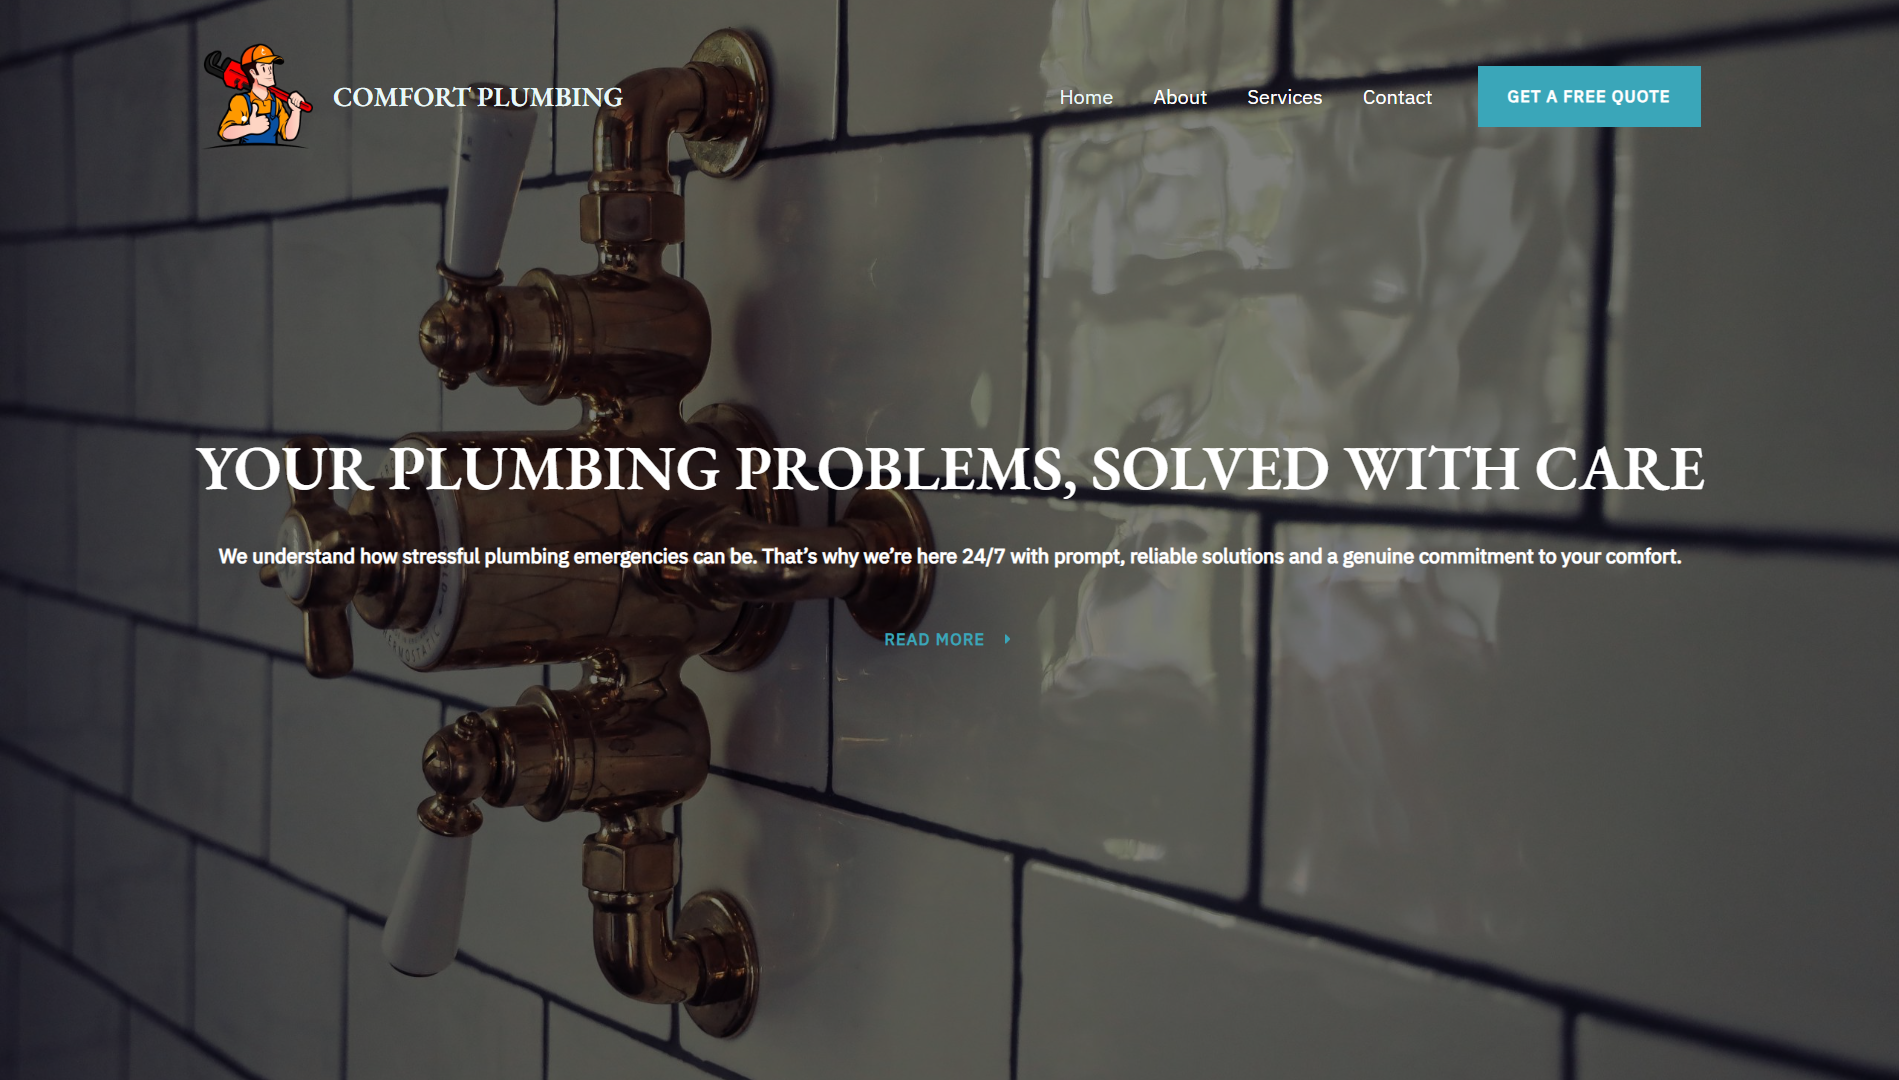 COMFORT PLUMBING
Home
About
Services
Contact
GET A FREE QUOTE
YOUR PLUMBING PROBLEMS, SOLVED WITH CARE
We understand how stressful plumbing emergencies can be. That’s why we’re here 24/7 with prompt, reliable solutions and a genuine commitment to your comfort.
READ MORE